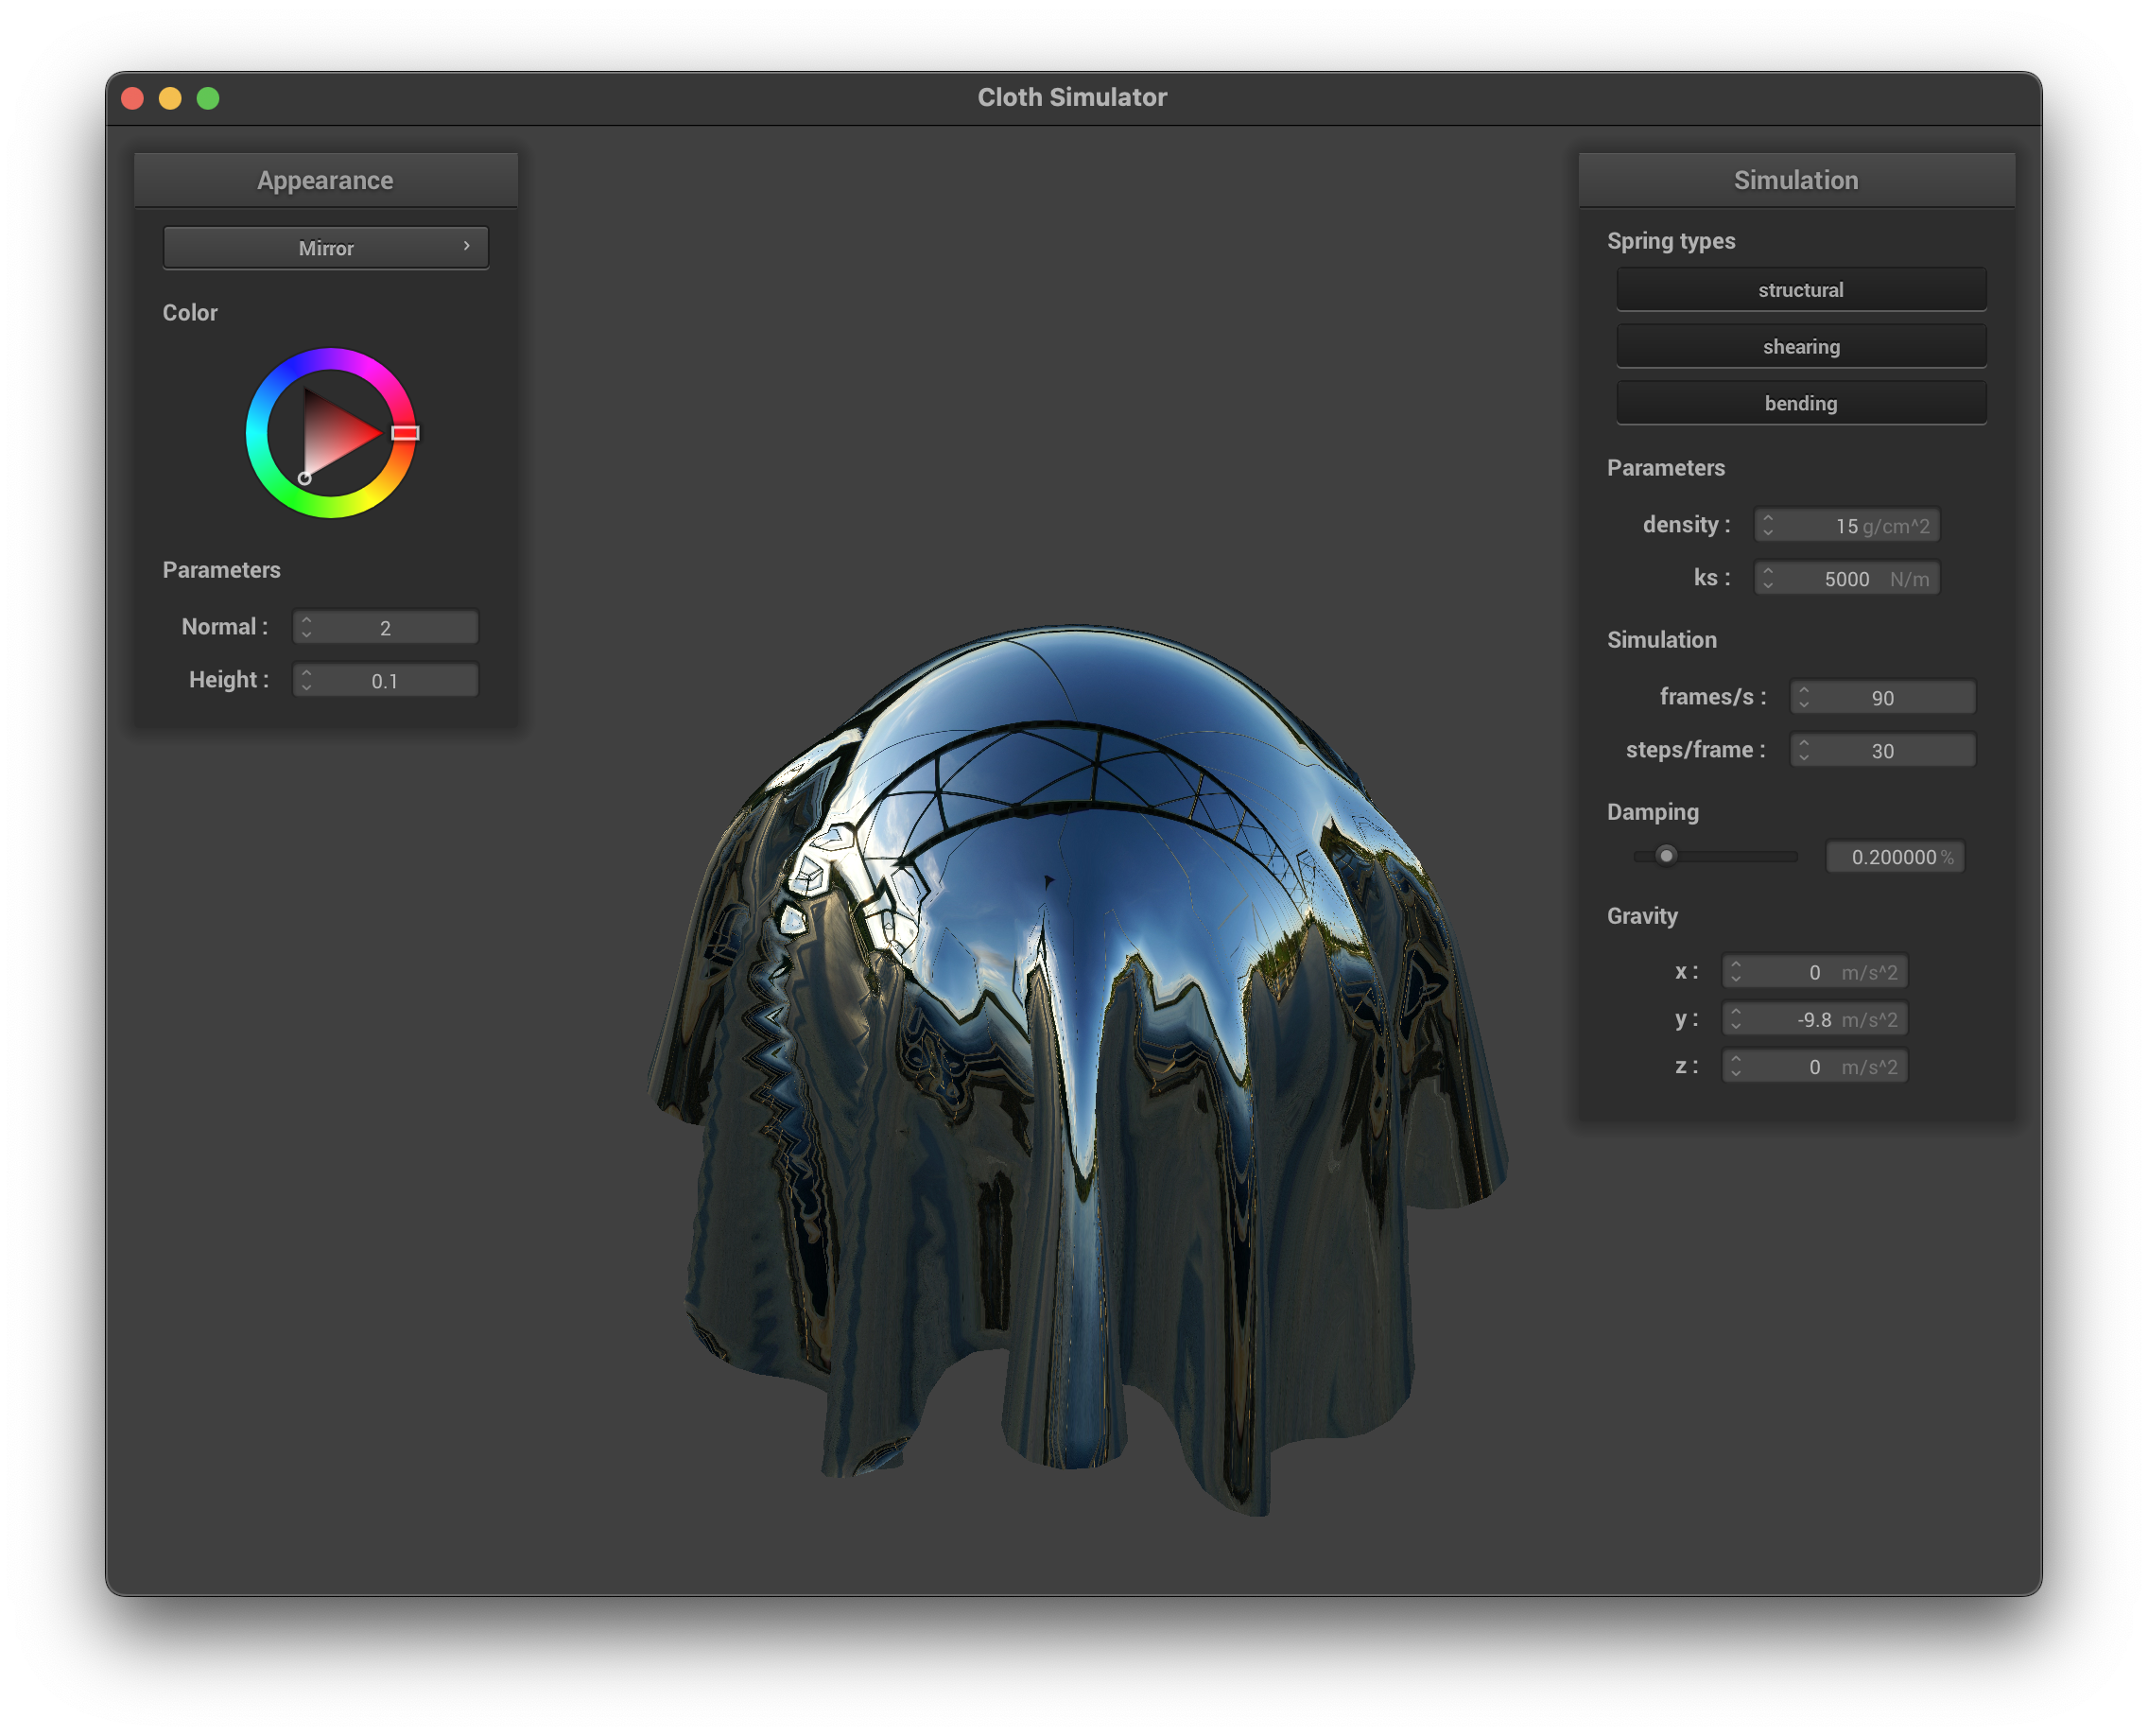 Cloth Simulator
Appearance
Mirror
Color
Parameters
Normal : 2
Height : 0.1
Simulation
Spring types
structural
shearing
bending
Parameters
density : 15 g/cm^2
ks : 5000 N/m
Simulation
frames/s : 90
steps/frame : 30
Damping
0.200000 %
Gravity
x : 0 m/s^2
y : -9.8 m/s^2
z : 0 m/s^2